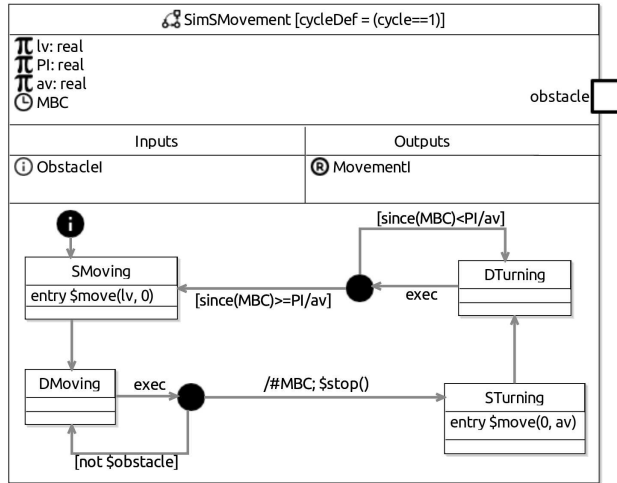 SimSMovement [cycleDef = (cycle==1)]
lv: real
PI: real
av: real
MBC
obstacle
Inputs
Outputs
ObstacleI
MovementI
i
[since(MBC)<PI/av]
SMoving
entry $move(lv, 0)
[since(MBC)>=PI/av]
exec
DTurning
DMoving
exec
/#MBC; $stop()
STurning
entry $move(0, av)
[not $obstacle]